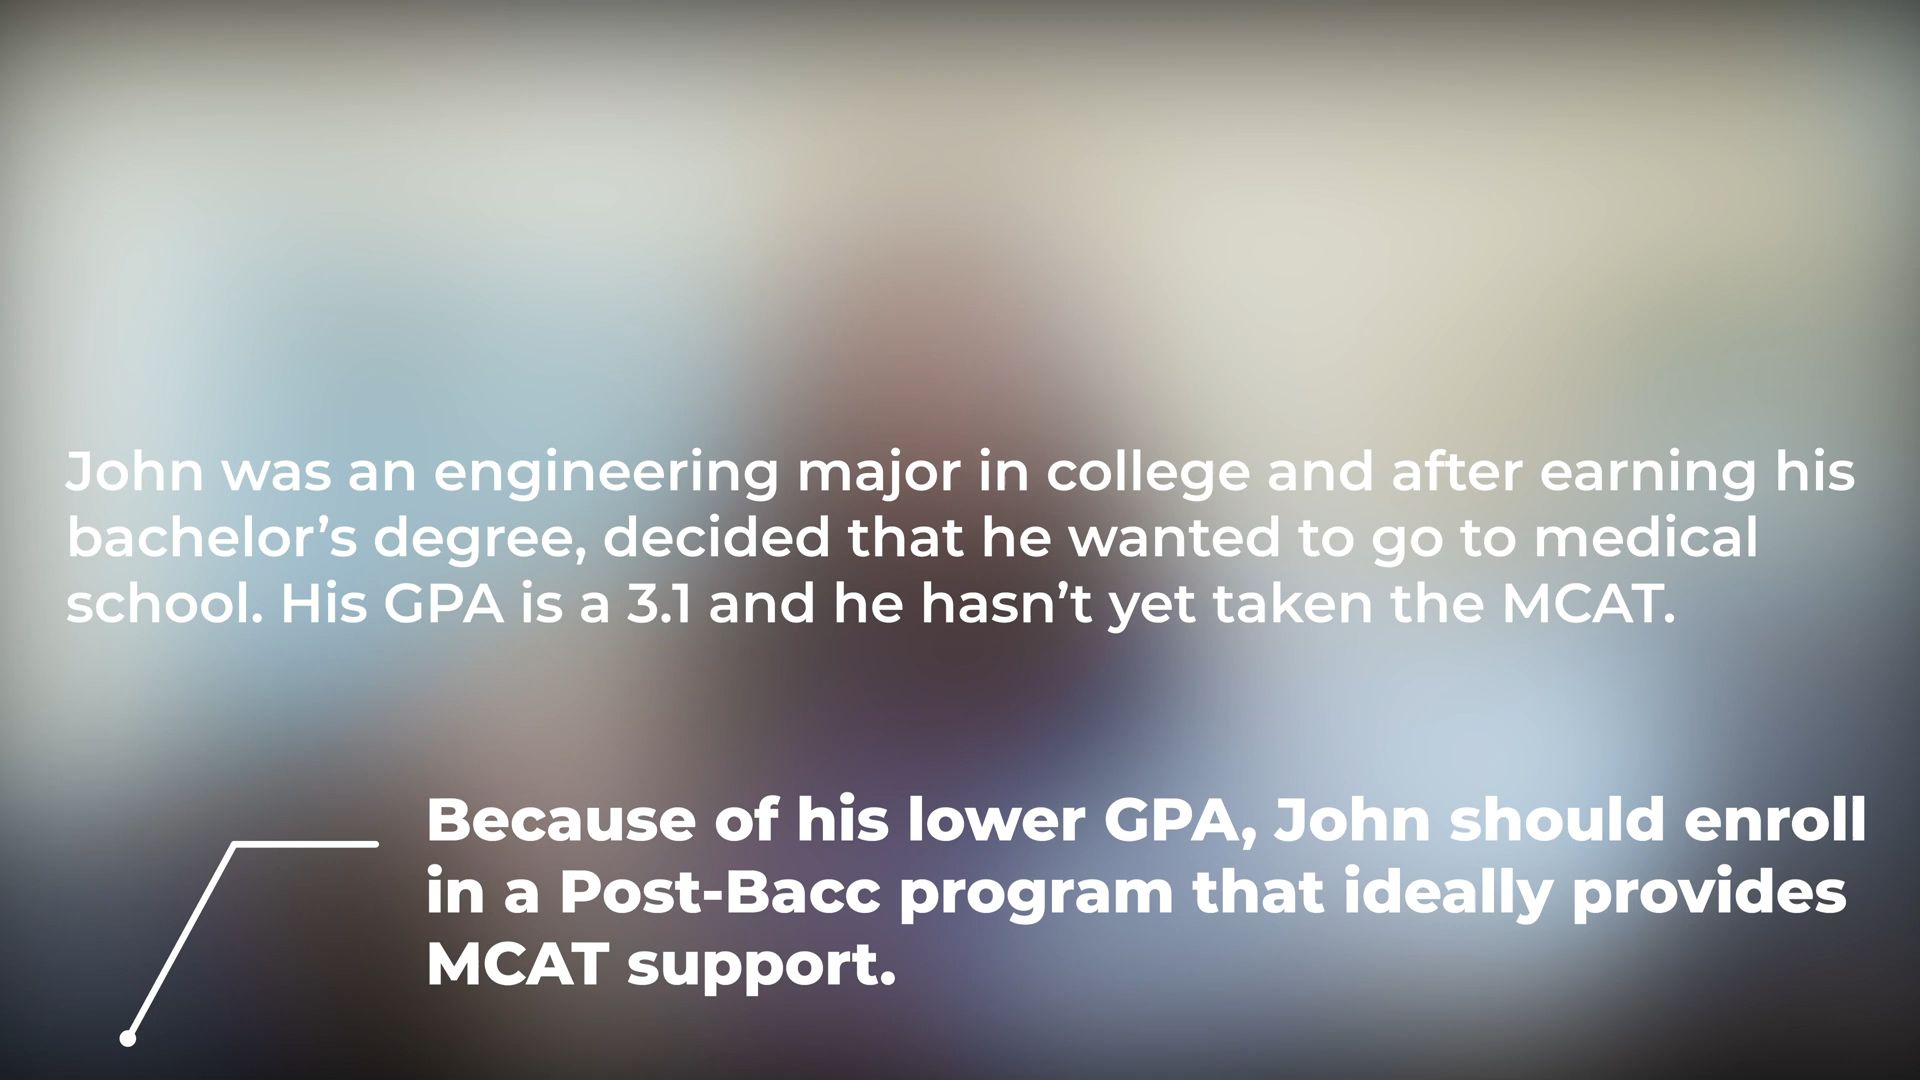 John was an engineering major in college and after earning his
bachelor’s degree, decided that he wanted to go to medical
school. His GPA is a 3.1 and he hasn’t yet taken the MCAT.
Because of his lower GPA, John should enroll
in a Post-Bacc program that ideally provides
MCAT support.